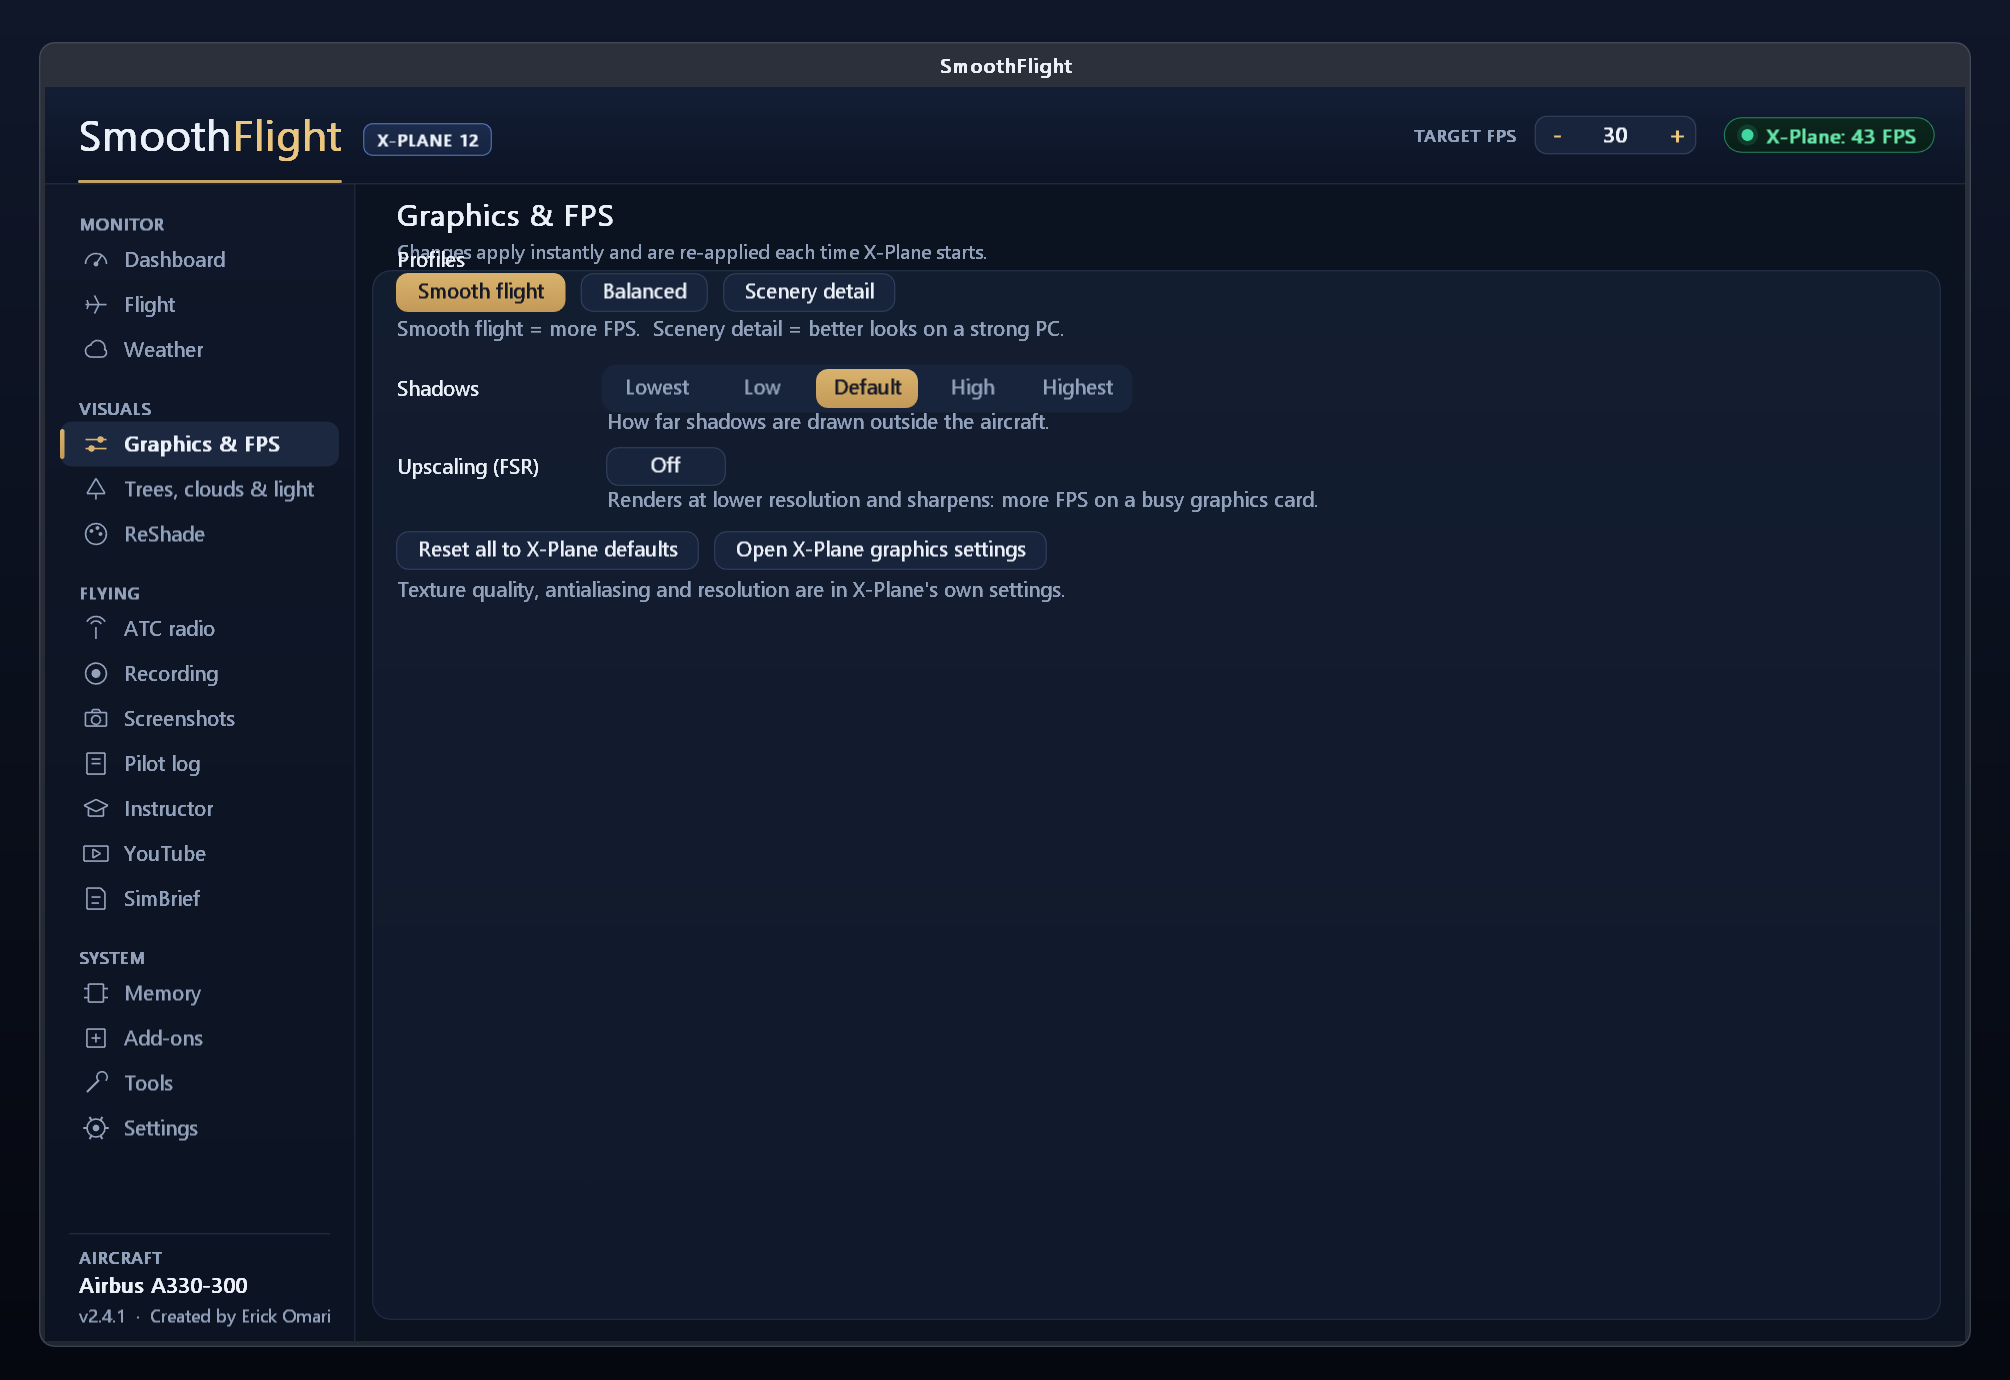 SmoothFlight
SmoothFlight X-PLANE 12
TARGET FPS - 30 + X-Plane: 43 FPS
MONITOR
Dashboard
Flight
Weather
VISUALS
Graphics & FPS
Trees, clouds & light
ReShade
FLYING
ATC radio
Recording
Screenshots
Pilot log
Instructor
YouTube
SimBrief
SYSTEM
Memory
Add-ons
Tools
Settings
AIRCRAFT
Airbus A330-300
v2.4.1 · Created by Erick Omari
Graphics & FPS
Changes apply instantly and are re-applied each time X-Plane starts.
Profiles
Smooth flight Balanced Scenery detail
Smooth flight = more FPS. Scenery detail = better looks on a strong PC.
Shadows Lowest Low Default High Highest
How far shadows are drawn outside the aircraft.
Upscaling (FSR) Off
Renders at lower resolution and sharpens: more FPS on a busy graphics card.
Reset all to X-Plane defaults Open X-Plane graphics settings
Texture quality, antialiasing and resolution are in X-Plane's own settings.